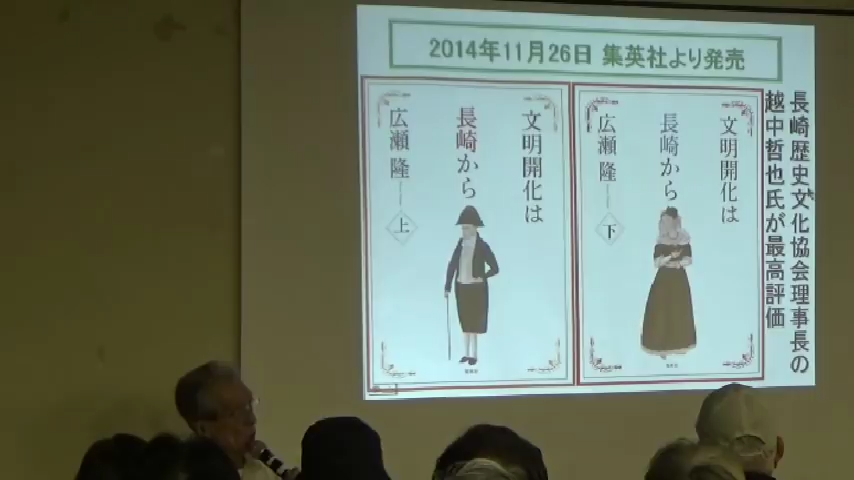 2014年11月26日 集英社より発売
長崎歴史文化協会理事長の
越中哲也氏が最高評価
文明開化は
長崎から
広瀬 隆─上
文明開化は
長崎から
広瀬 隆─下